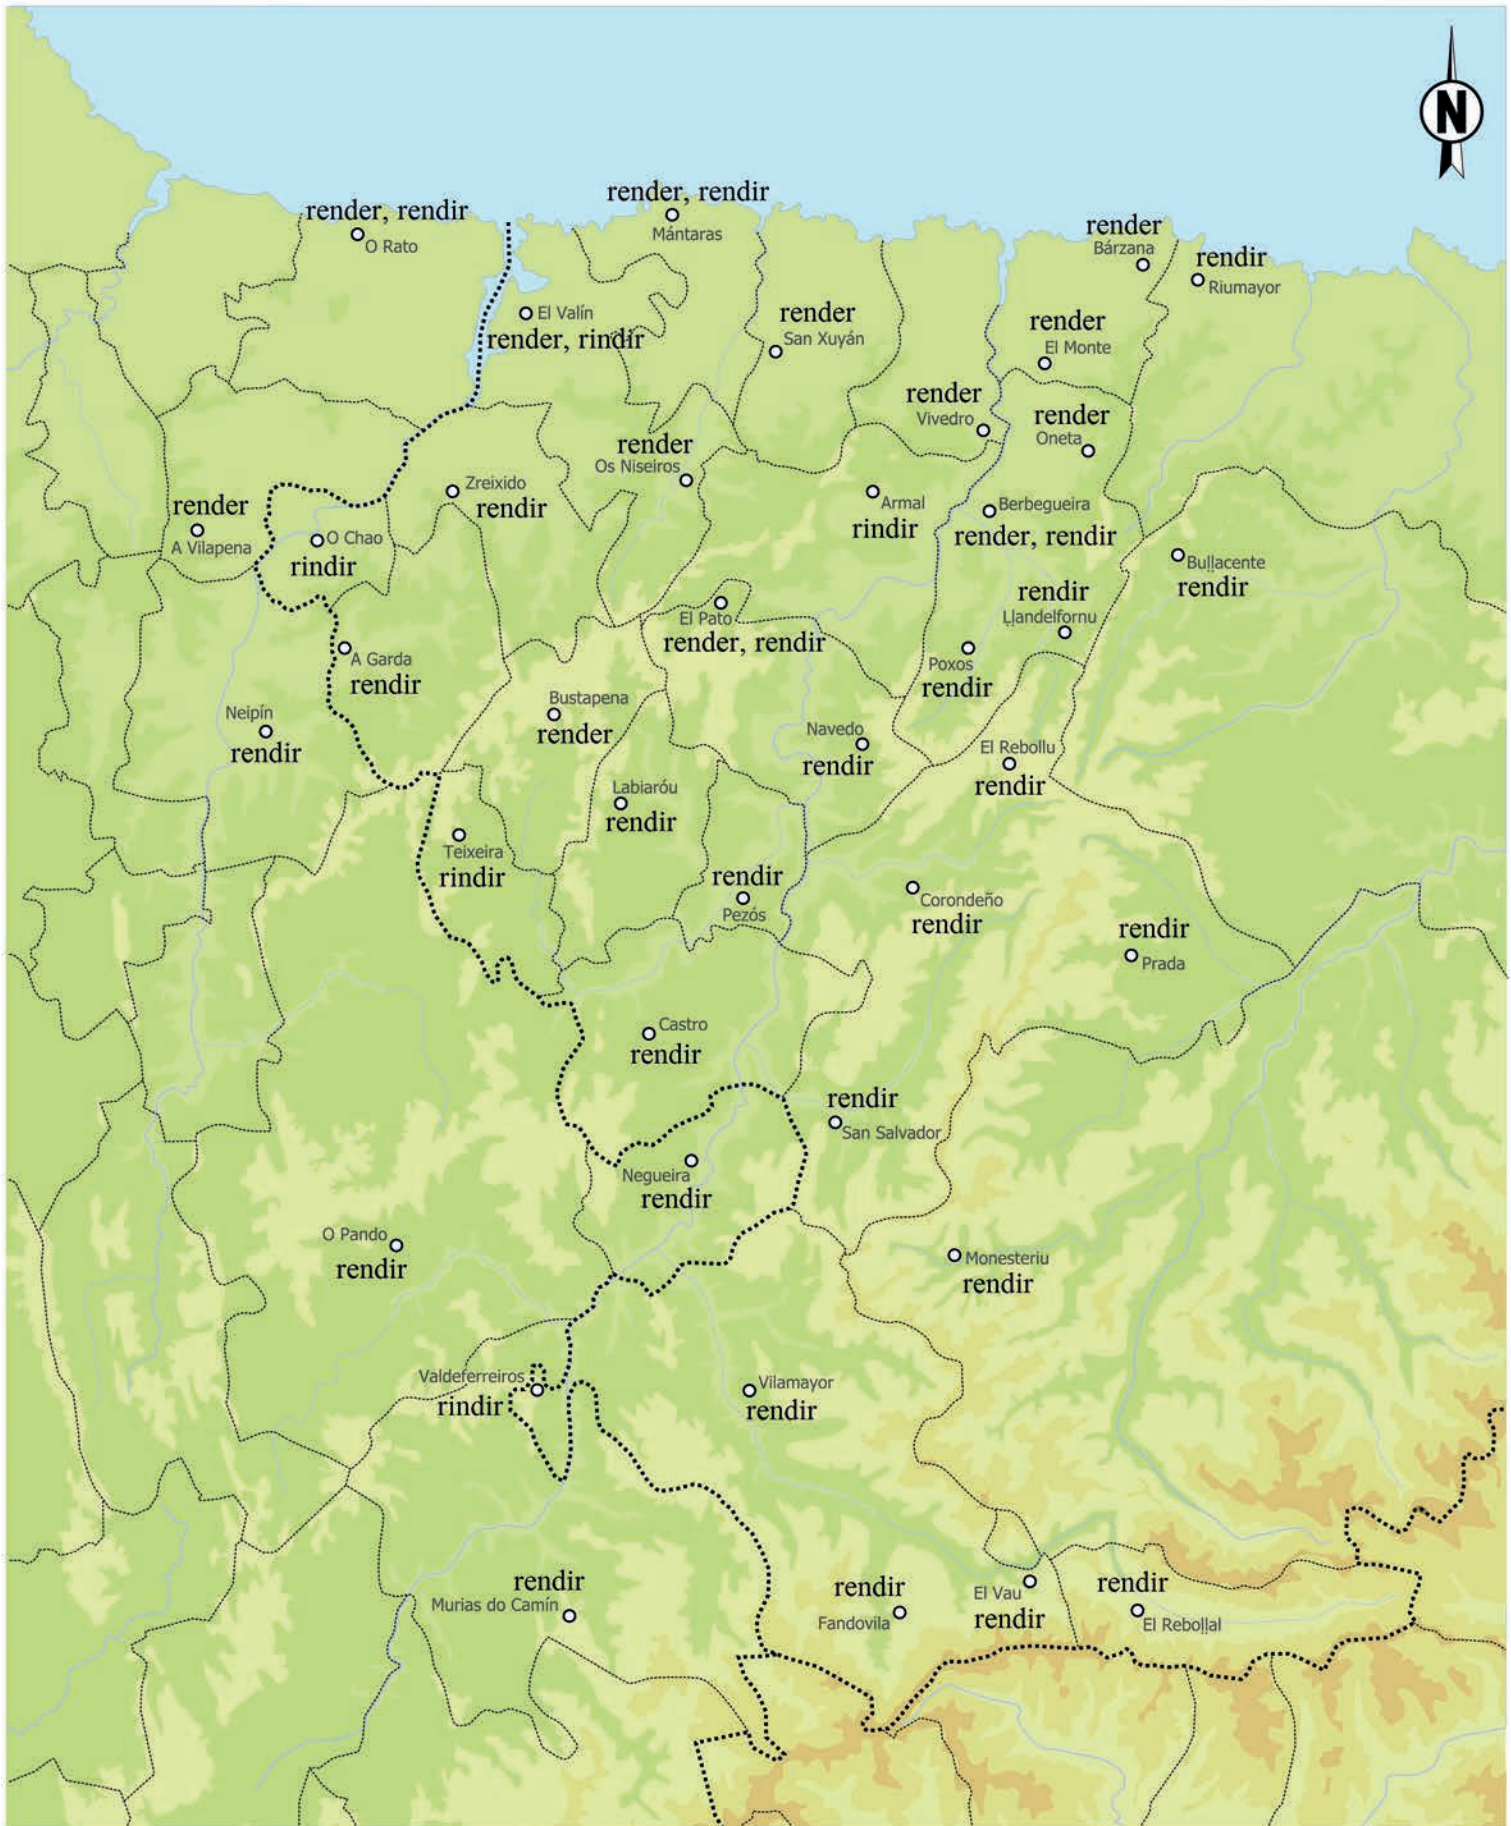 N
render, rendir
O Rato
render, rendir
Mántaras
render
Bárzana
rendir
Riumayor
El Valín
render, rindir
render
San Xuyán
render
El Monte
render
Vivedro
render
Oneta
render
Os Niseiros
Zreixido
rendir
Armal
rindir
Berbegueira
render, rendir
render
A Vilapena
O Chao
rindir
Buḷḷacente
rendir
rendir
Ḷḷandelfornu
El Pato
render, rendir
A Garda
rendir
Poxos
rendir
Bustapena
render
Neipín
rendir
Navedo
rendir
El Rebollu
rendir
Labiaróu
rendir
Teixeira
rindir
rendir
Pezós
Corondeño
rendir
rendir
Prada
Castro
rendir
rendir
San Salvador
Negueira
rendir
O Pando
rendir
Monesteriu
rendir
Valdeferreiros
rindir
Vilamayor
rendir
rendir
Murias do Camín
rendir
Fandovila
El Vau
rendir
rendir
El Reboḷḷal